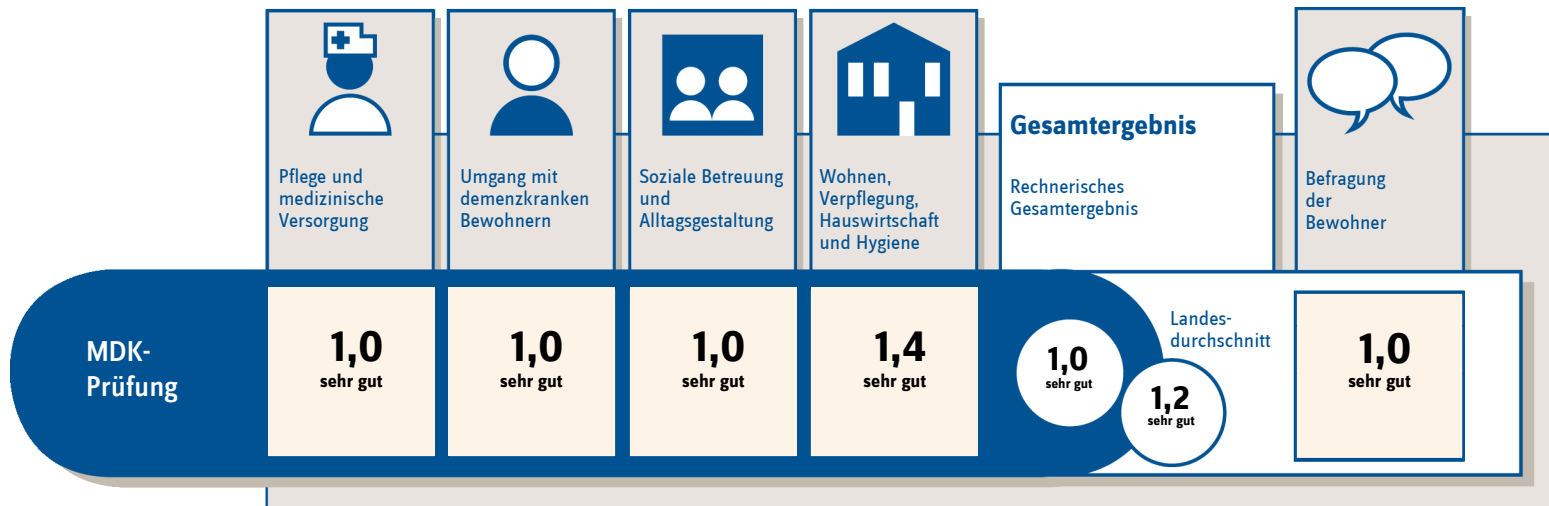 Pflege und
medizinische
Versorgung
Umgang mit
demenzkranken
Bewohnern
Soziale Betreuung
und
Alltagsgestaltung
Wohnen,
Verpflegung,
Hauswirtschaft
und Hygiene
Gesamtergebnis
Rechnerisches
Gesamtergebnis
Befragung
der
Bewohner
MDK-
Prüfung
1,0
sehr gut
1,0
sehr gut
1,0
sehr gut
1,4
sehr gut
1,0
sehr gut
Landes-
durchschnitt
1,2
sehr gut
1,0
sehr gut